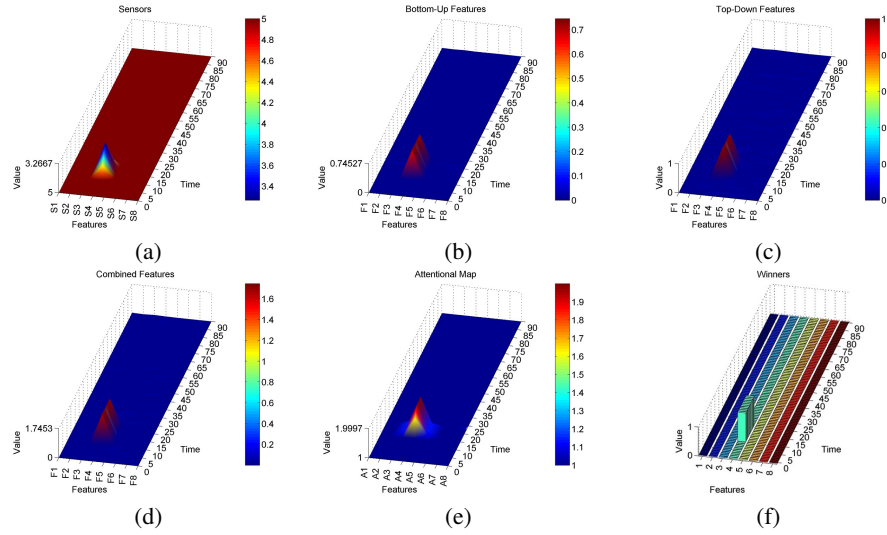 Sensors
Value
3.2667
5
S1
S2
S3
S4
S5
S6
S7
S8
Features
0
5
10
15
20
25
30
35
40
45
50
55
60
65
70
75
80
85
90
Time
5
4.8
4.6
4.4
4.2
4
3.8
3.6
3.4
(a)
Bottom-Up Features
Value
0.74527
0
F1
F2
F3
F4
F5
F6
F7
F8
Features
0
5
10
15
20
25
30
35
40
45
50
55
60
65
70
75
80
85
90
Time
0.7
0.6
0.5
0.4
0.3
0.2
0.1
0
(b)
Top-Down Features
Value
1
0
F1
F2
F3
F4
F5
F6
F7
F8
Features
0
5
10
15
20
25
30
35
40
45
50
55
60
65
70
75
80
85
90
Time
1
0
0
0
0
0
(c)
Combined Features
Value
1.7453
0
F1
F2
F3
F4
F5
F6
F7
F8
Features
0
5
10
15
20
25
30
35
40
45
50
55
60
65
70
75
80
85
90
Time
1.6
1.4
1.2
1
0.8
0.6
0.4
0.2
(d)
Attentional Map
Value
1.9997
1
A1
A2
A3
A4
A5
A6
A7
A8
Features
0
5
10
15
20
25
30
35
40
45
50
55
60
65
70
75
80
85
90
Time
1.9
1.8
1.7
1.6
1.5
1.4
1.3
1.2
1.1
1
(e)
Winners
Value
1
0
1
2
3
4
5
6
7
8
Features
0
5
10
15
20
25
30
35
40
45
50
55
60
65
70
75
80
85
90
Time
(f)